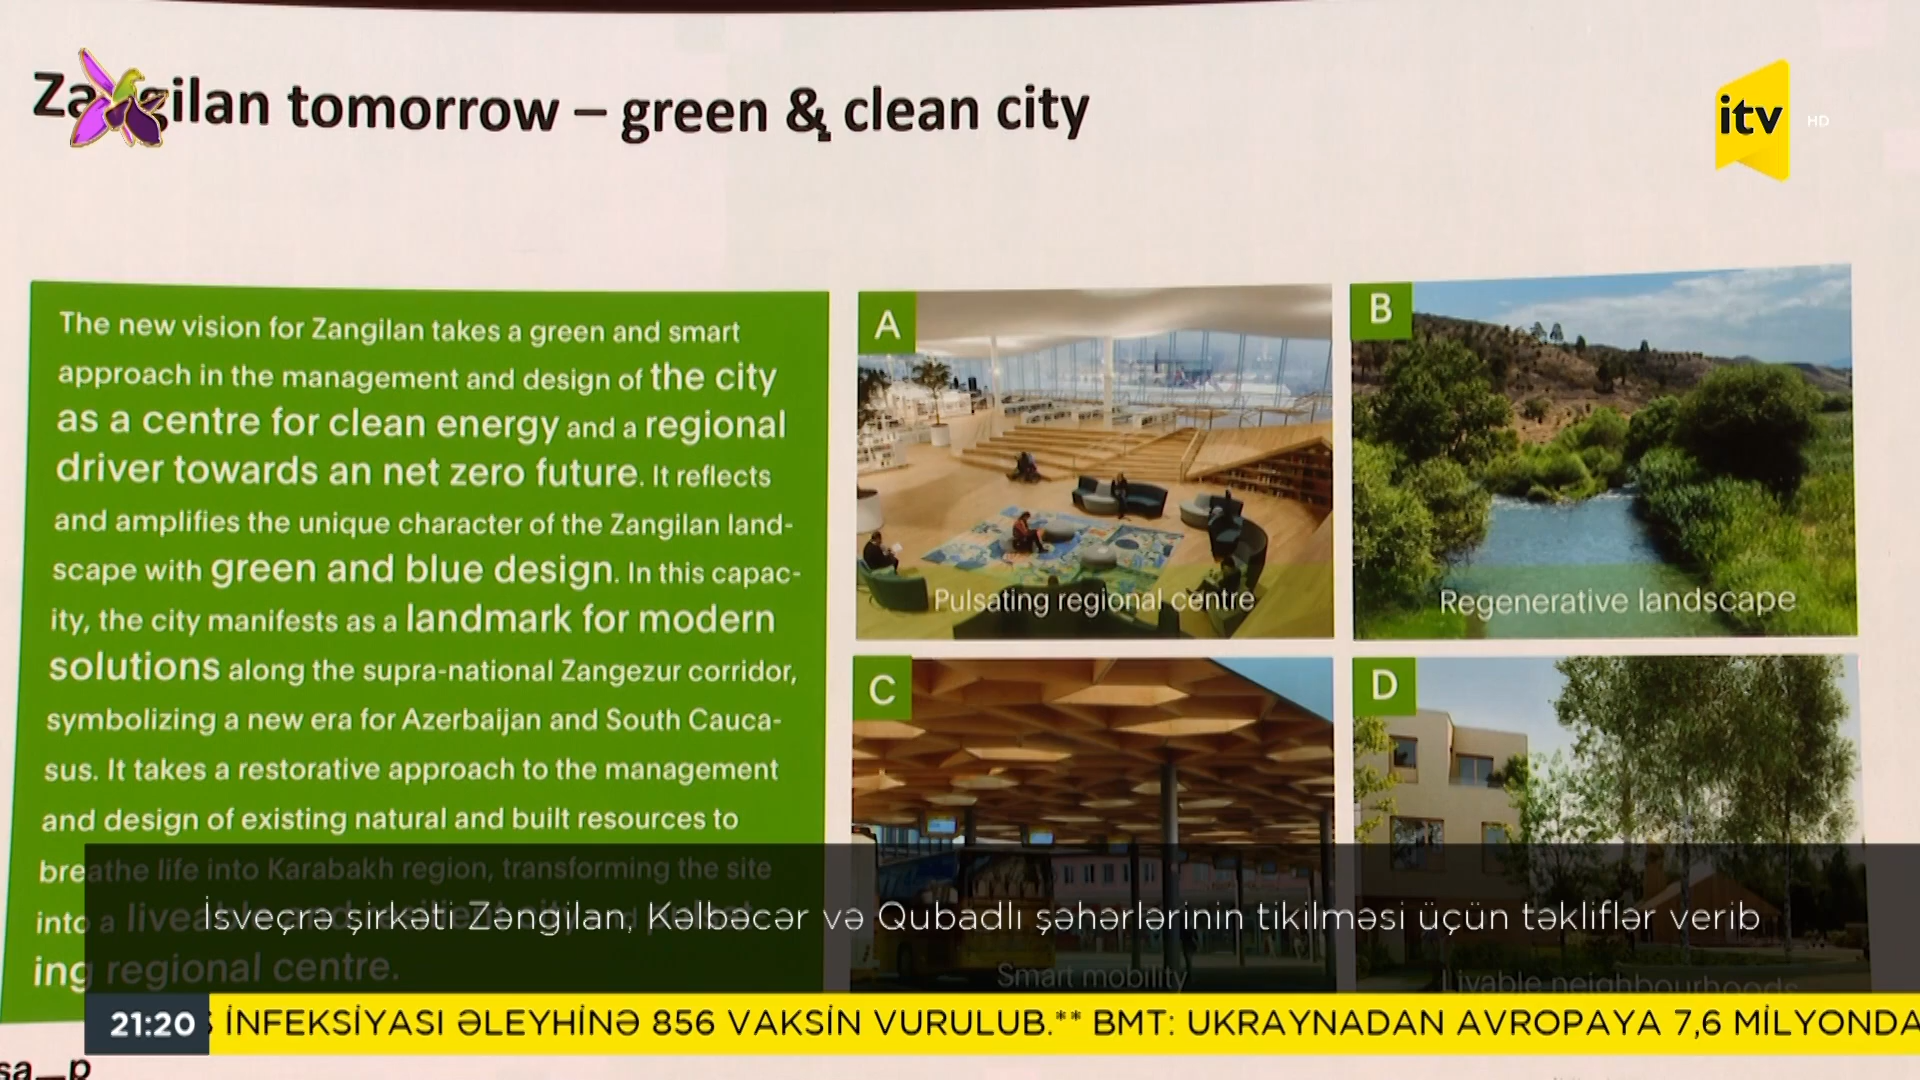 Zangilan tomorrow – green & clean city
itv HD
The new vision for Zangilan takes a green and smart
approach in the management and design of the city
as a centre for clean energy and a regional
driver towards an net zero future. It reflects
and amplifies the unique character of the Zangilan land-
scape with green and blue design. In this capac-
ity, the city manifests as a landmark for modern
solutions along the supra-national Zangezur corridor,
symbolizing a new era for Azerbaijan and South Cauca-
sus. It takes a restorative approach to the management
and design of existing natural and built resources to
breathe life into Karabakh region, transforming the site
into a
ing regional centre.
A
Pulsating regional centre
B
Regenerative landscape
C
Smart mobility
D
Livable neighbourhoods
İsveçrə şirkəti Zəngilan, Kəlbəcər və Qubadlı şəhərlərinin tikilməsi üçün təkliflər verib
21:20
İNFEKSİYASI ƏLEYHİNƏ 856 VAKSİN VURULUB.** BMT: UKRAYNADAN AVROPAYA 7,6 MİLYONDA